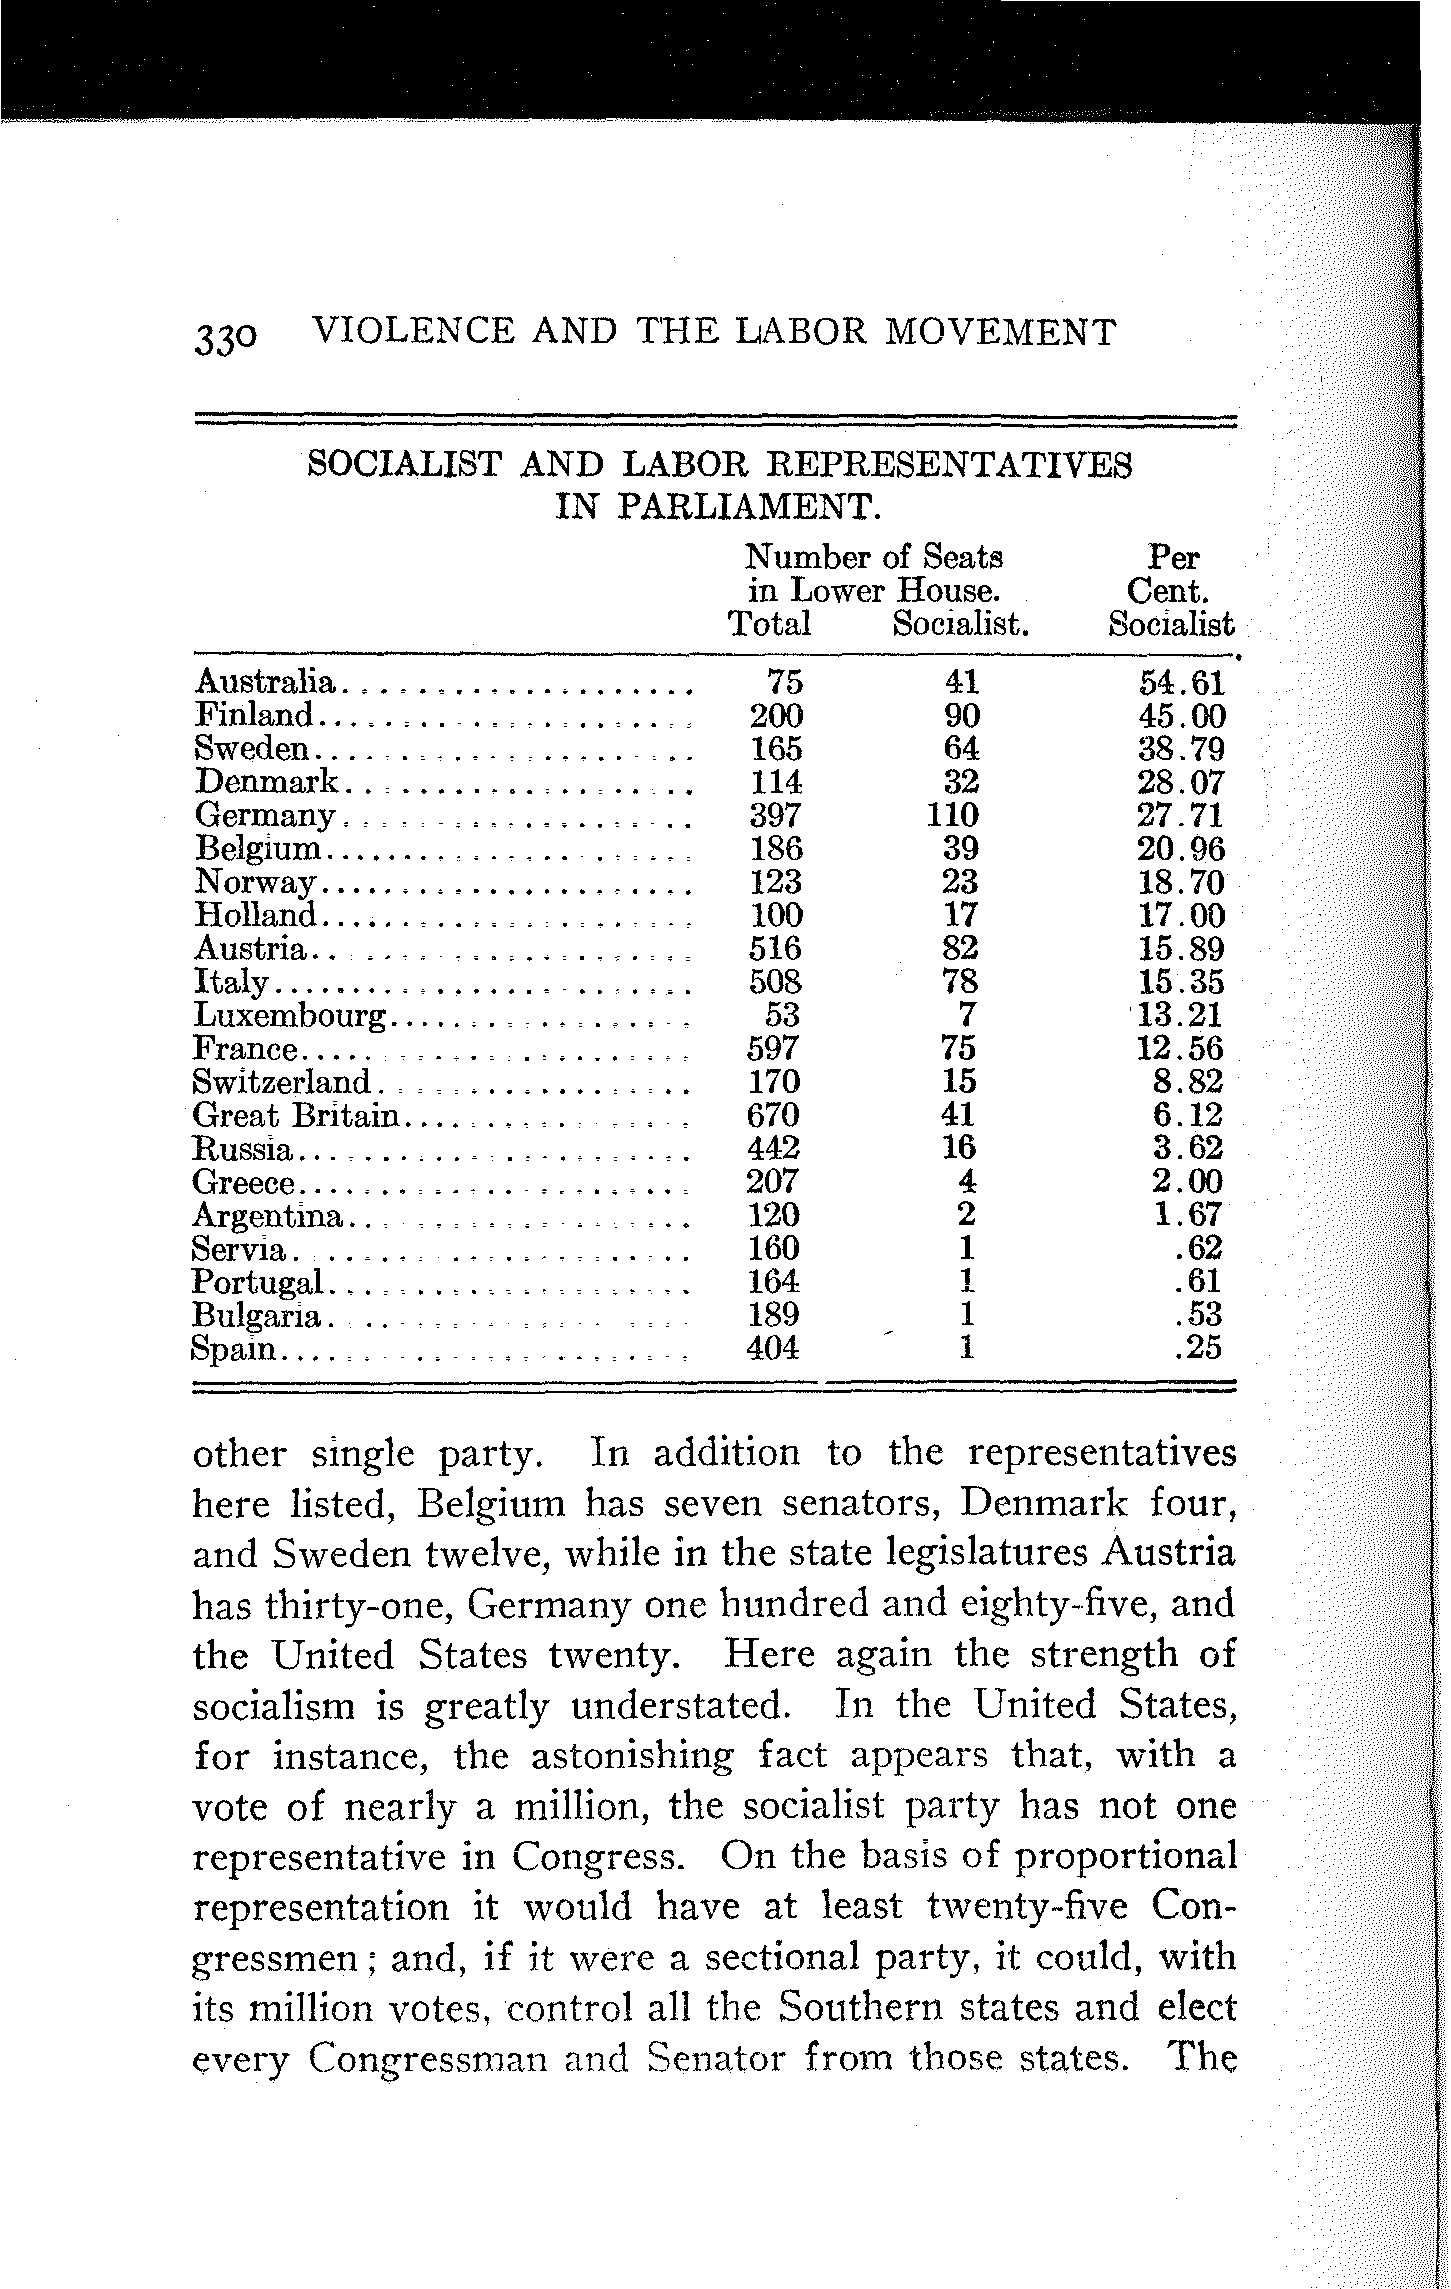 330 VIOLENCE AND THE LABOR MOVEMENT
SOCIALIST AND LABOR REPRESENTATIVES
IN PARLIAMENT.
Number of Seats Per
in Lower House. Cent.
Total Socialist. Socialist
Australia 75 41 54.61
Finland 200 90 45.00
Sweden 165 64 38.79
Denmark 114 32 28.07
Germany 397 110 27.71
Belgium 186 39 20.96
Norway 123 23 18.70
Holland 100 17 17.00
Austria 516 82 15.89
Italy 508 78 15.35
Luxembourg 53 7 13.21
France 597 75 12.56
Switzerland 170 15 8.82
Great Britain 670 41 6.12
Russia 442 16 3.62
Greece 207 4 2.00
Argentina 120 2 1.67
Servia 160 1 .62
Portugal 164 1 .61
Bulgaria 189 1 .53
Spain 404 1 .25
other single party. In addition to the representatives
here listed, Belgium has seven senators, Denmark four,
and Sweden twelve, while in the state legislatures Austria
has thirty-one, Germany one hundred and eighty-five, and
the United States twenty. Here again the strength of
socialism is greatly understated. In the United States,
for instance, the astonishing fact appears that, with a
vote of nearly a million, the socialist party has not one
representative in Congress. On the basis of proportional
representation it would have at least twenty-five Con-
gressmen; and, if it were a sectional party, it could, with
its million votes, control all the Southern states and elect
every Congressman and Senator from those states. The